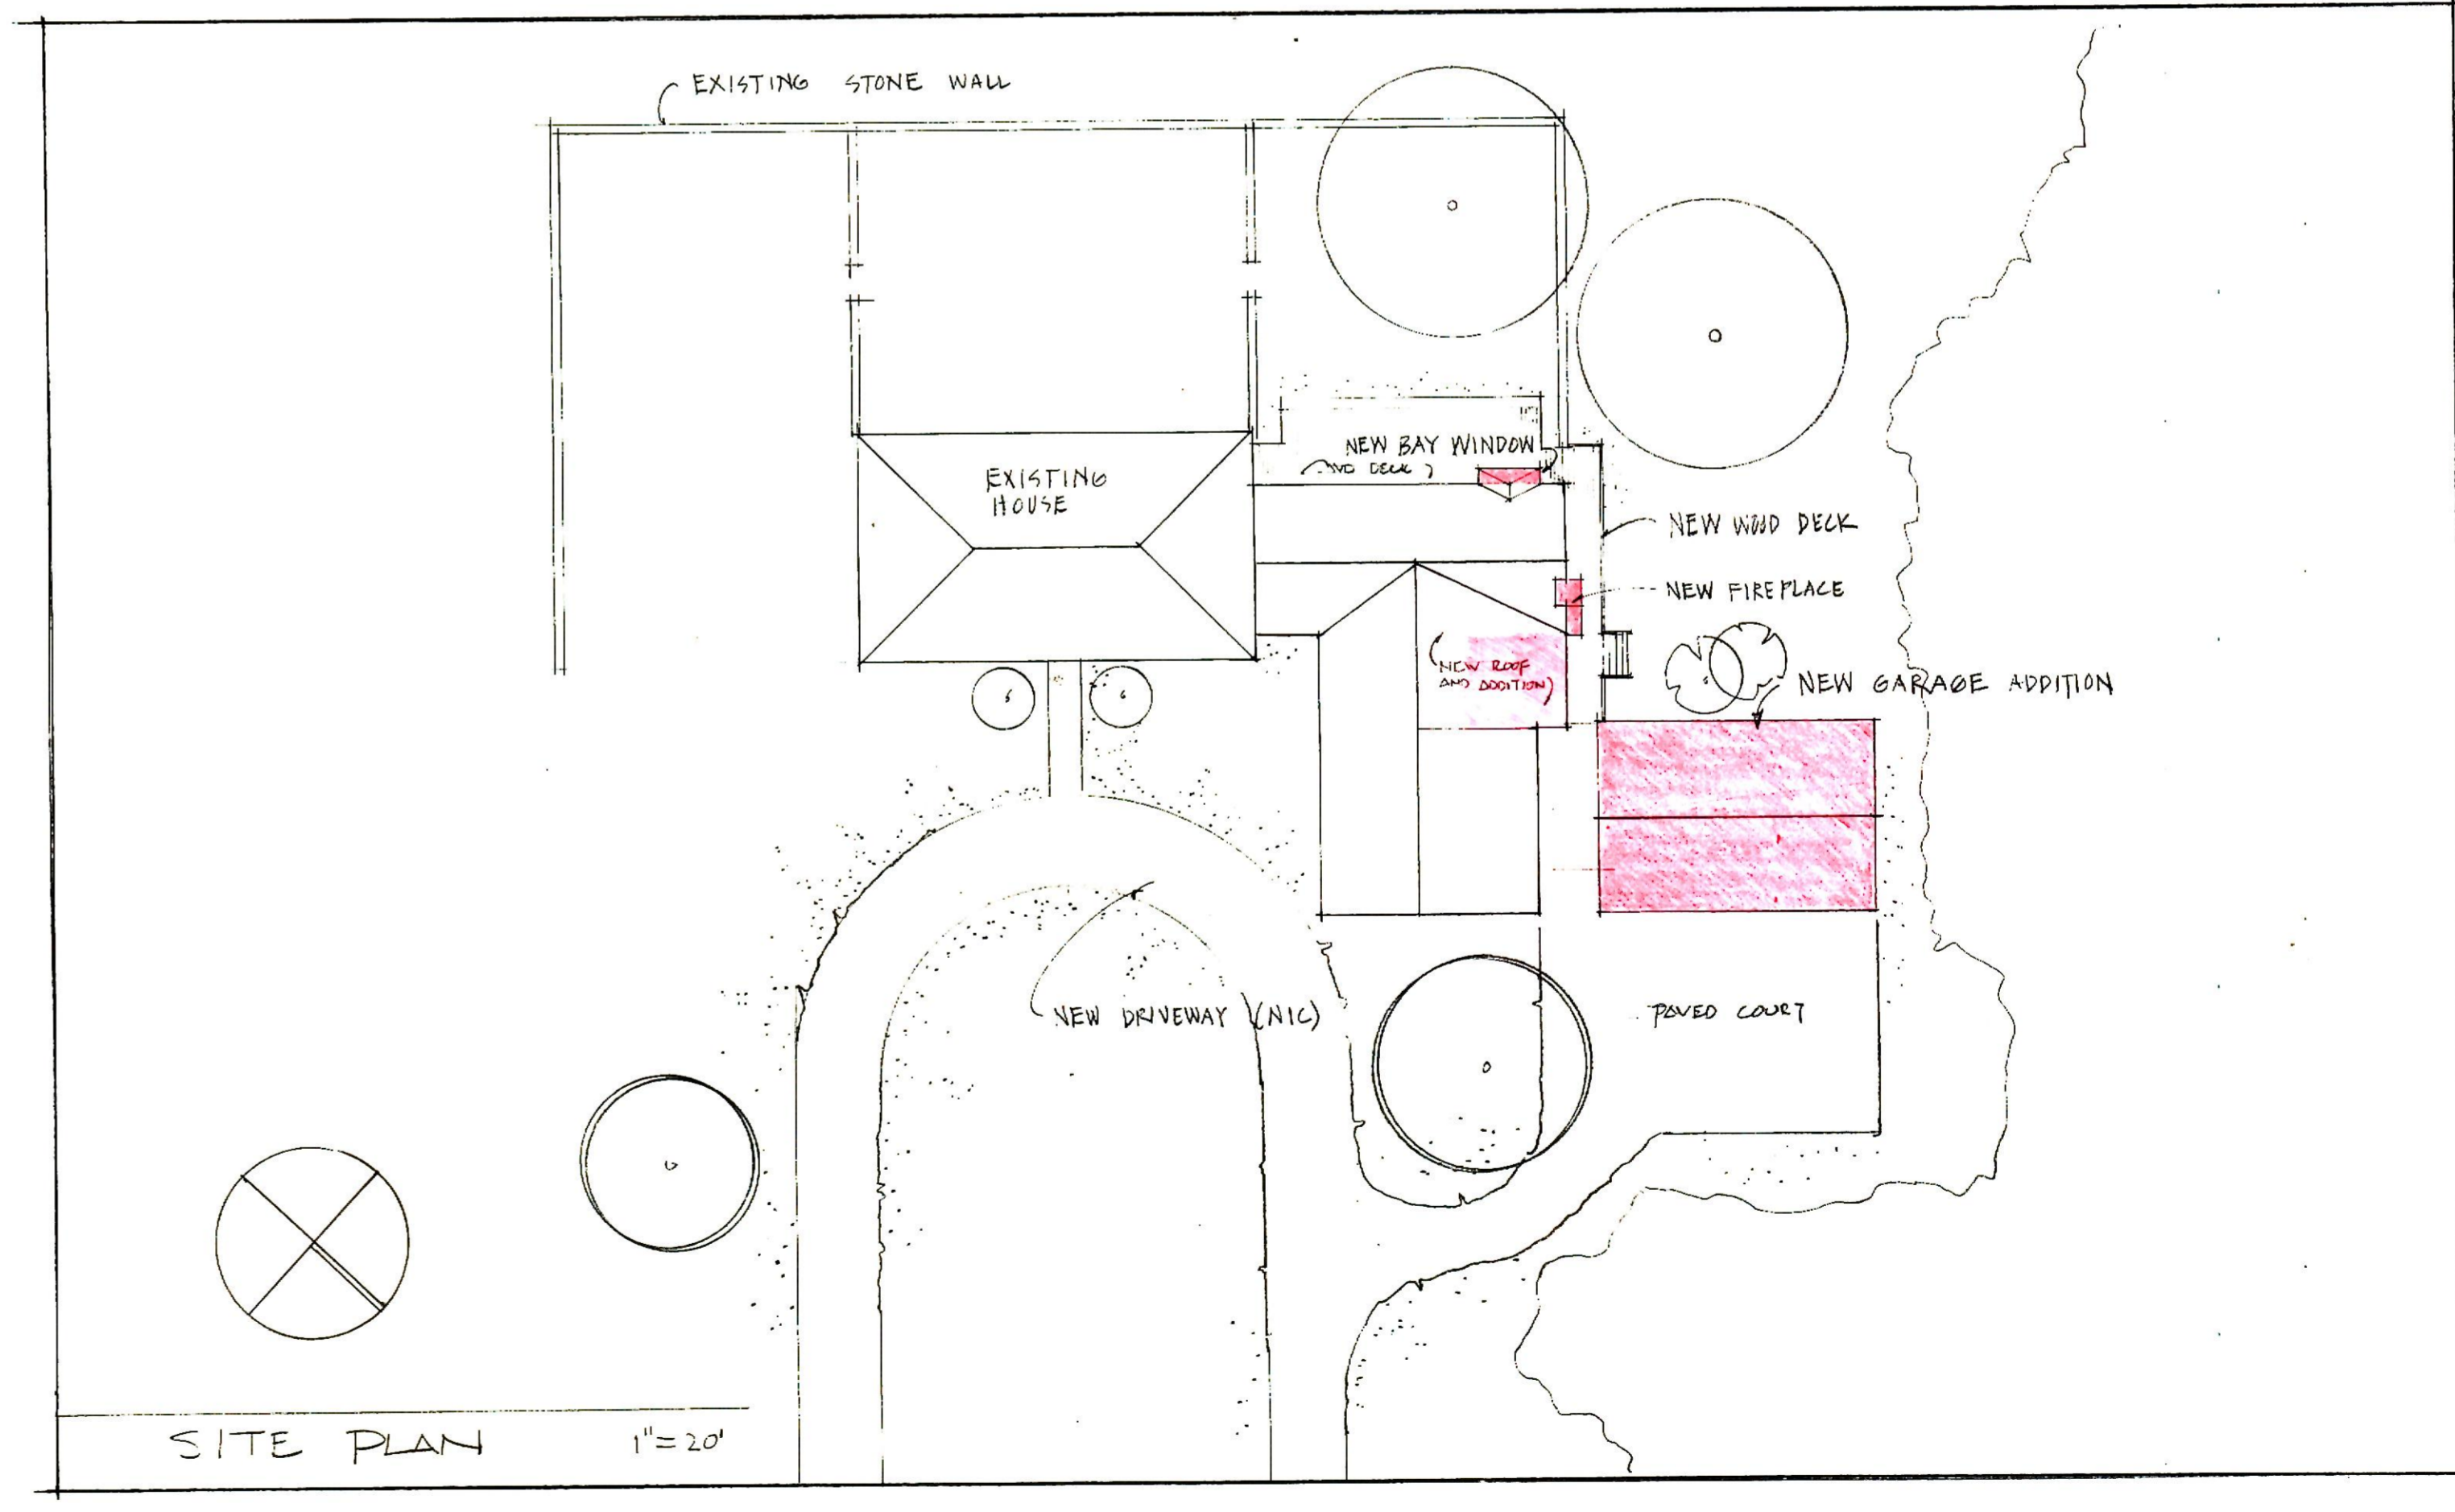 EXISTING STONE WALL
NEW BAY WINDOW
AND DECK)
EXISTING
HOUSE
NEW WOOD DECK
NEW FIREPLACE
(NEW ROOF
AND ADDITION)
NEW GARAGE ADDITION
NEW DRIVEWAY (NIC)
PAVED COURT
SITE PLAN 1"=20'